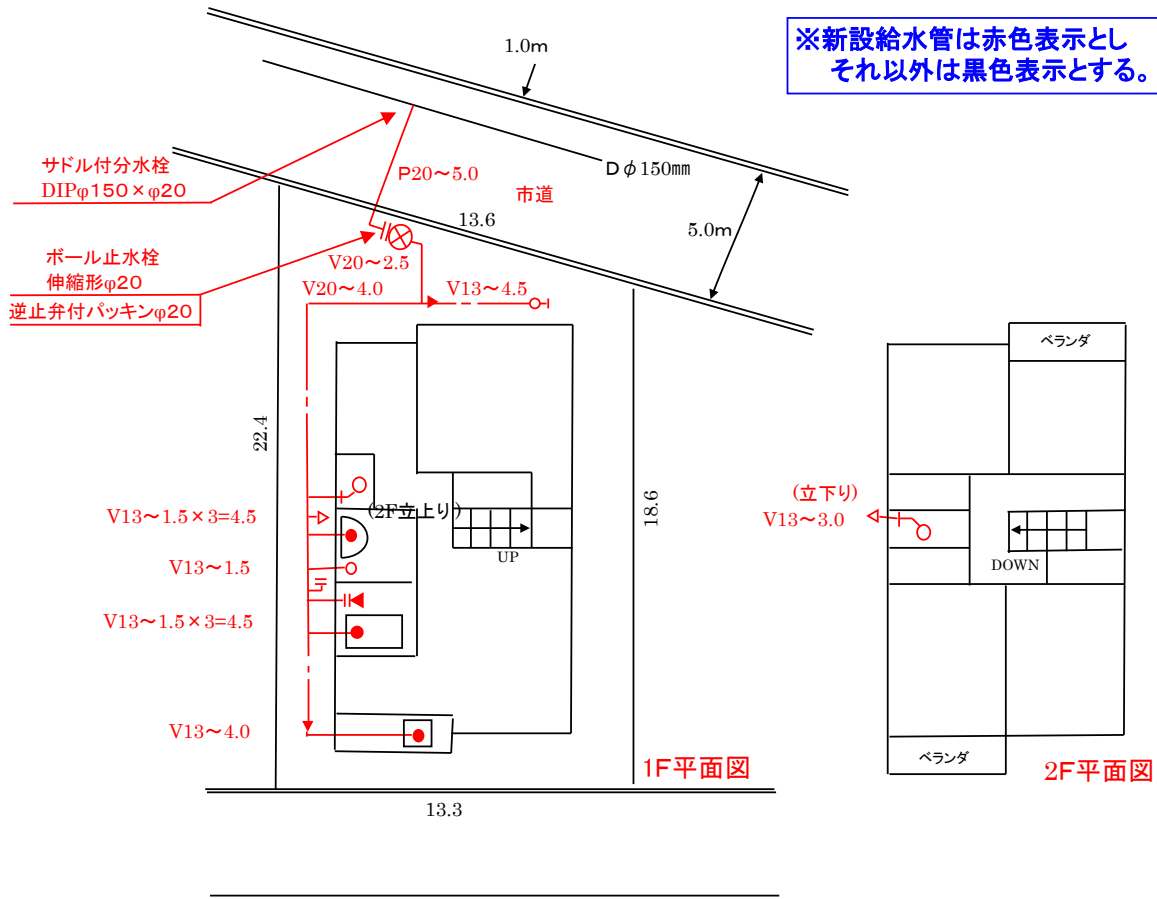 ※新設給水管は赤色表示とし
それ以外は黒色表示とする。
1.0m
サドル付分水栓
DIPφ150×φ20
P20～5.0
Dφ150㎜
市道
13.6
5.0m
ボール止水栓
伸縮形φ20
逆止弁付パッキンφ20
V20～2.5
V20～4.0
V13～4.5
ベランダ
22.4
18.6
V13～1.5×3=4.5
(2F立上り)
UP
V13～1.5
V13～1.5×3=4.5
V13～4.0
(立下り)
V13～3.0
DOWN
1F平面図
ベランダ
2F平面図
13.3